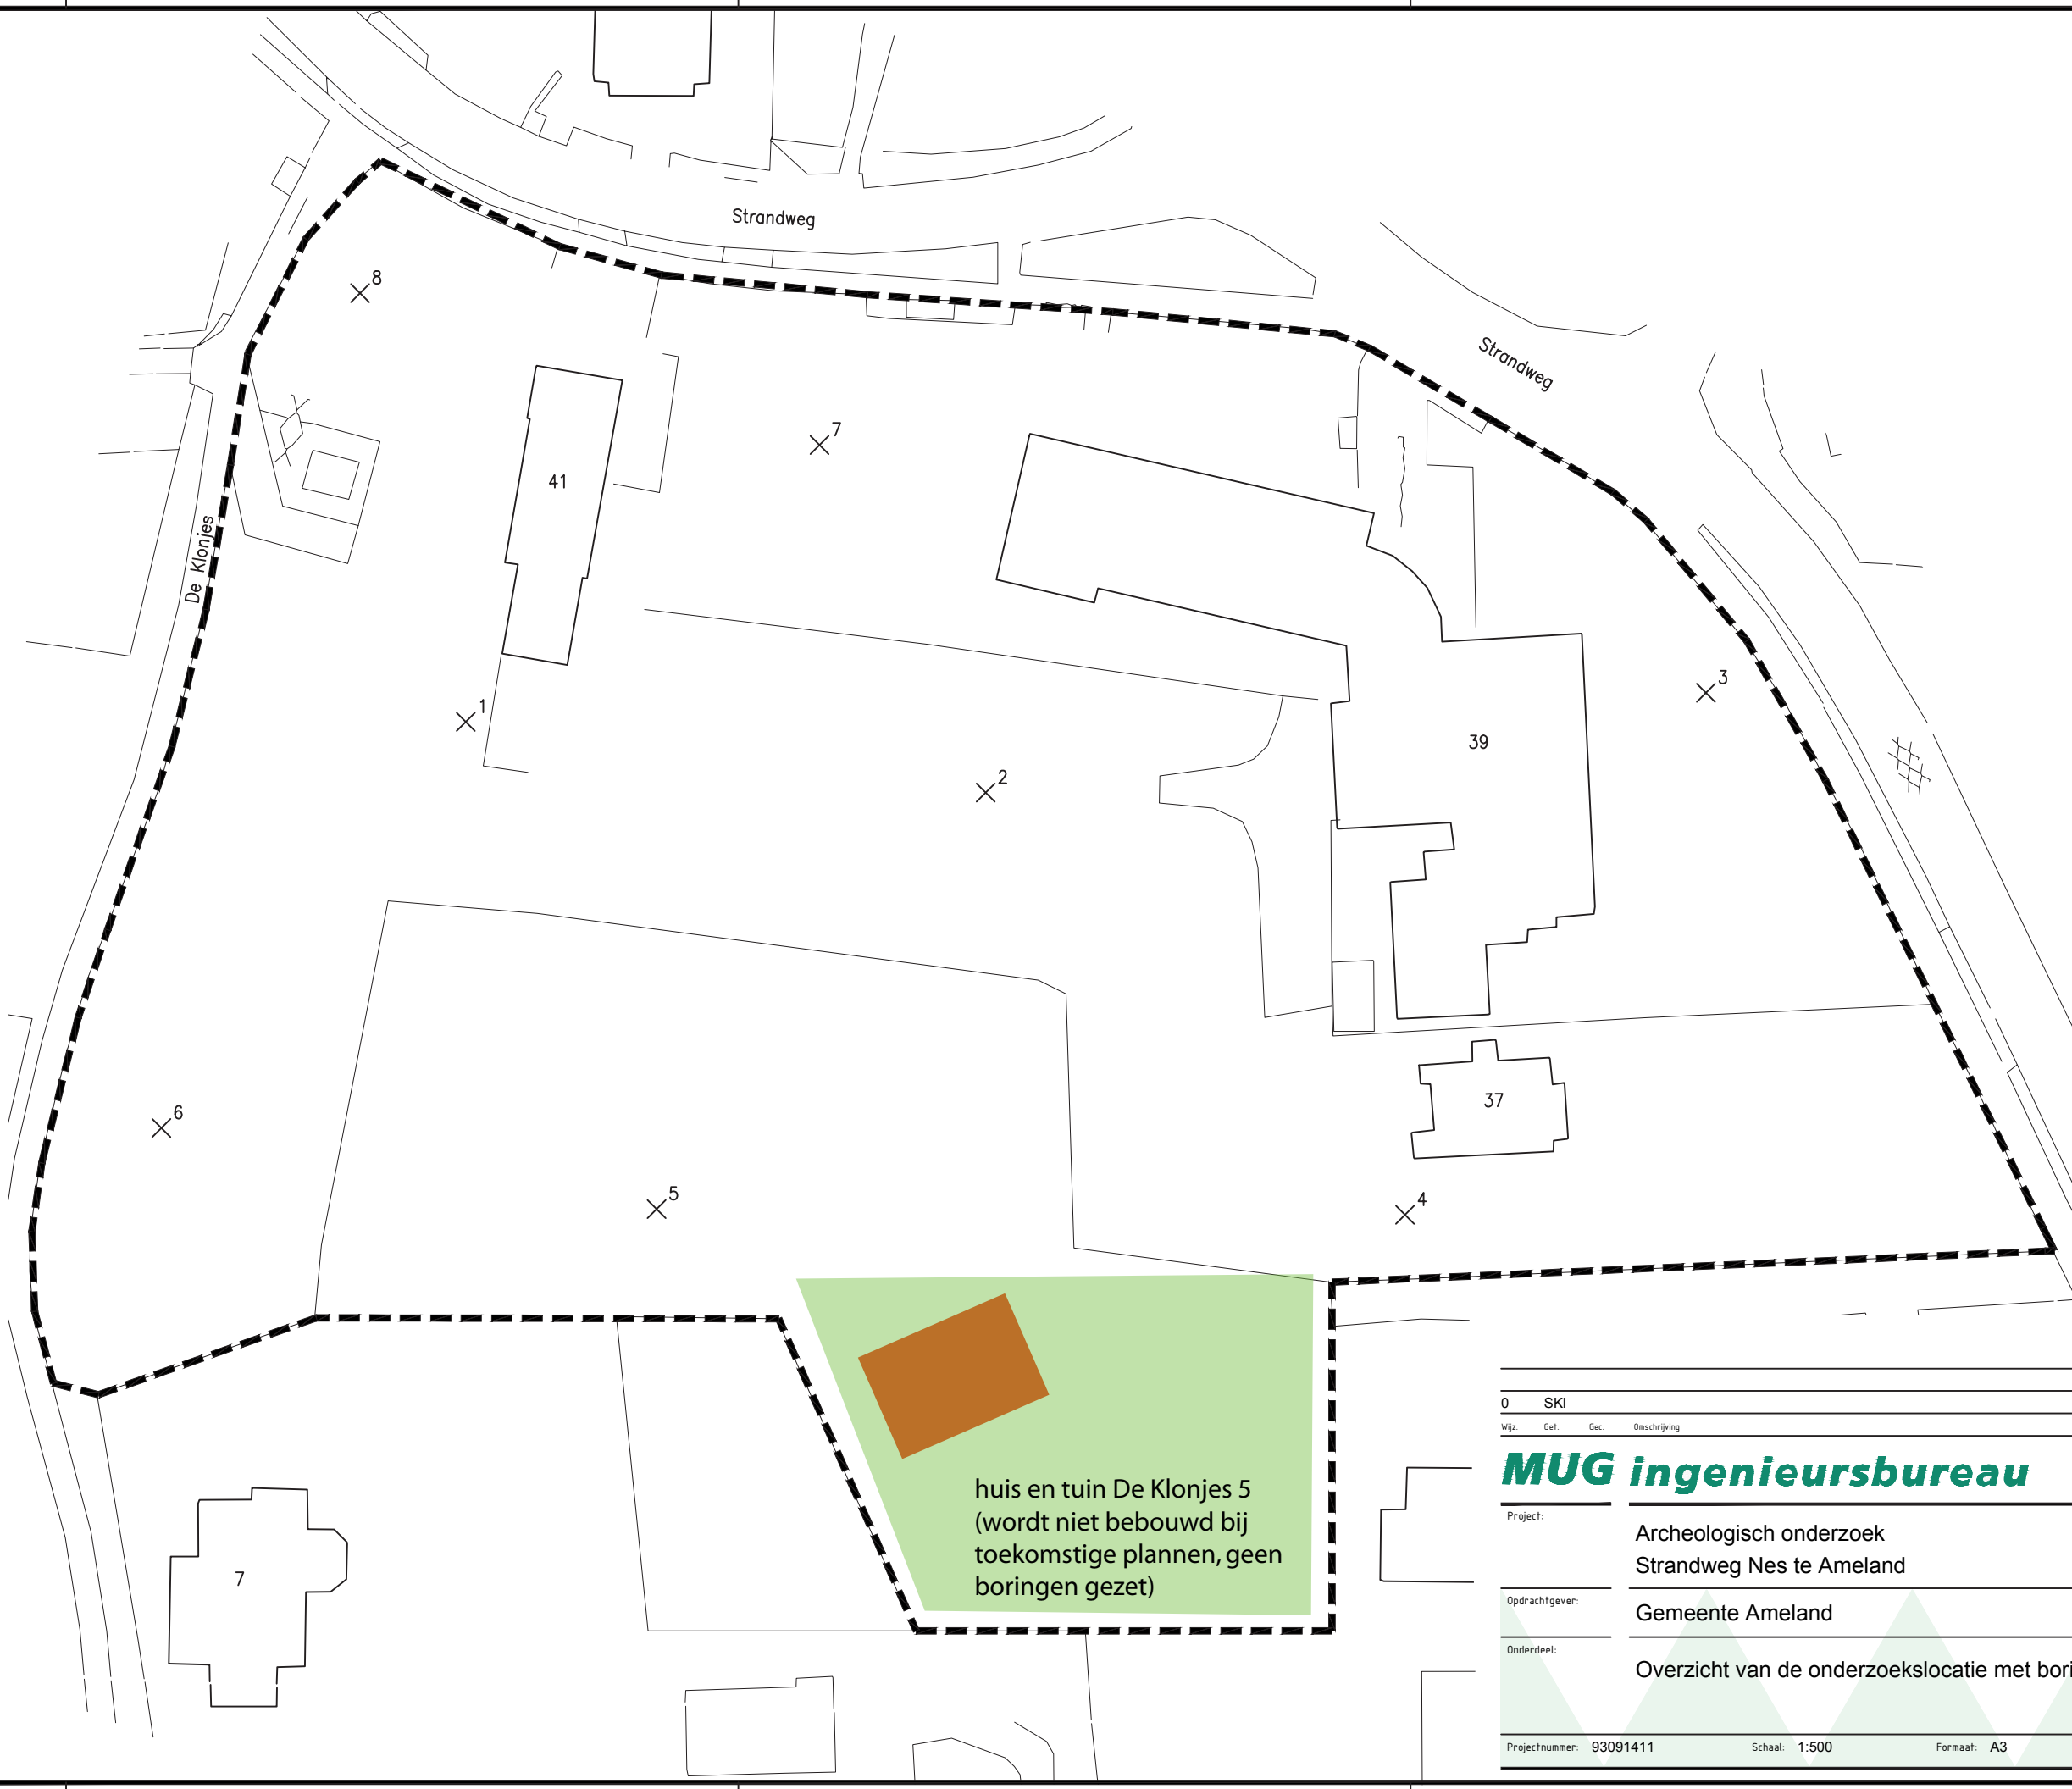 Strandweg
8
Strandweg
7
41
De Klonjes
3
1
39
2
37
6
5
4
huis en tuin De Klonjes 5
(wordt niet bebouwd bij
toekomstige plannen, geen
boringen gezet)
7
0 SKI
Wijz. Get. Gec. Omschrijving
MUG ingenieursbureau
Project:
Archeologisch onderzoek
Strandweg Nes te Ameland
Opdrachtgever:
Gemeente Ameland
Onderdeel:
Overzicht van de onderzoekslocatie met bori
Projectnummer: 93091411 Schaal: 1:500 Formaat: A3